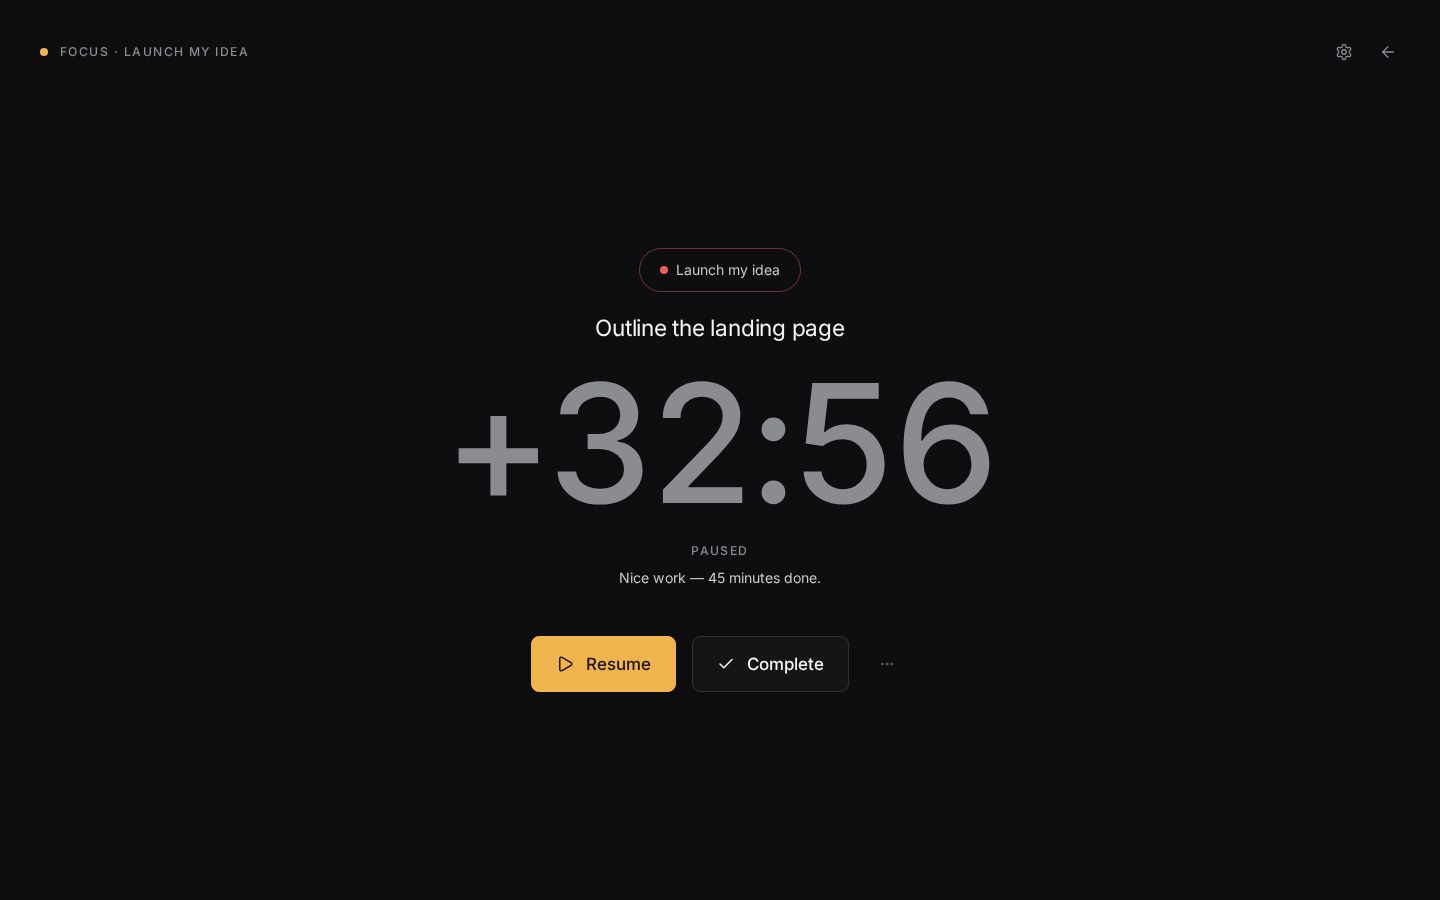 FOCUS · LAUNCH MY IDEA
Launch my idea
Outline the landing page
+32:56
PAUSED
Nice work — 45 minutes done.
Resume
Complete